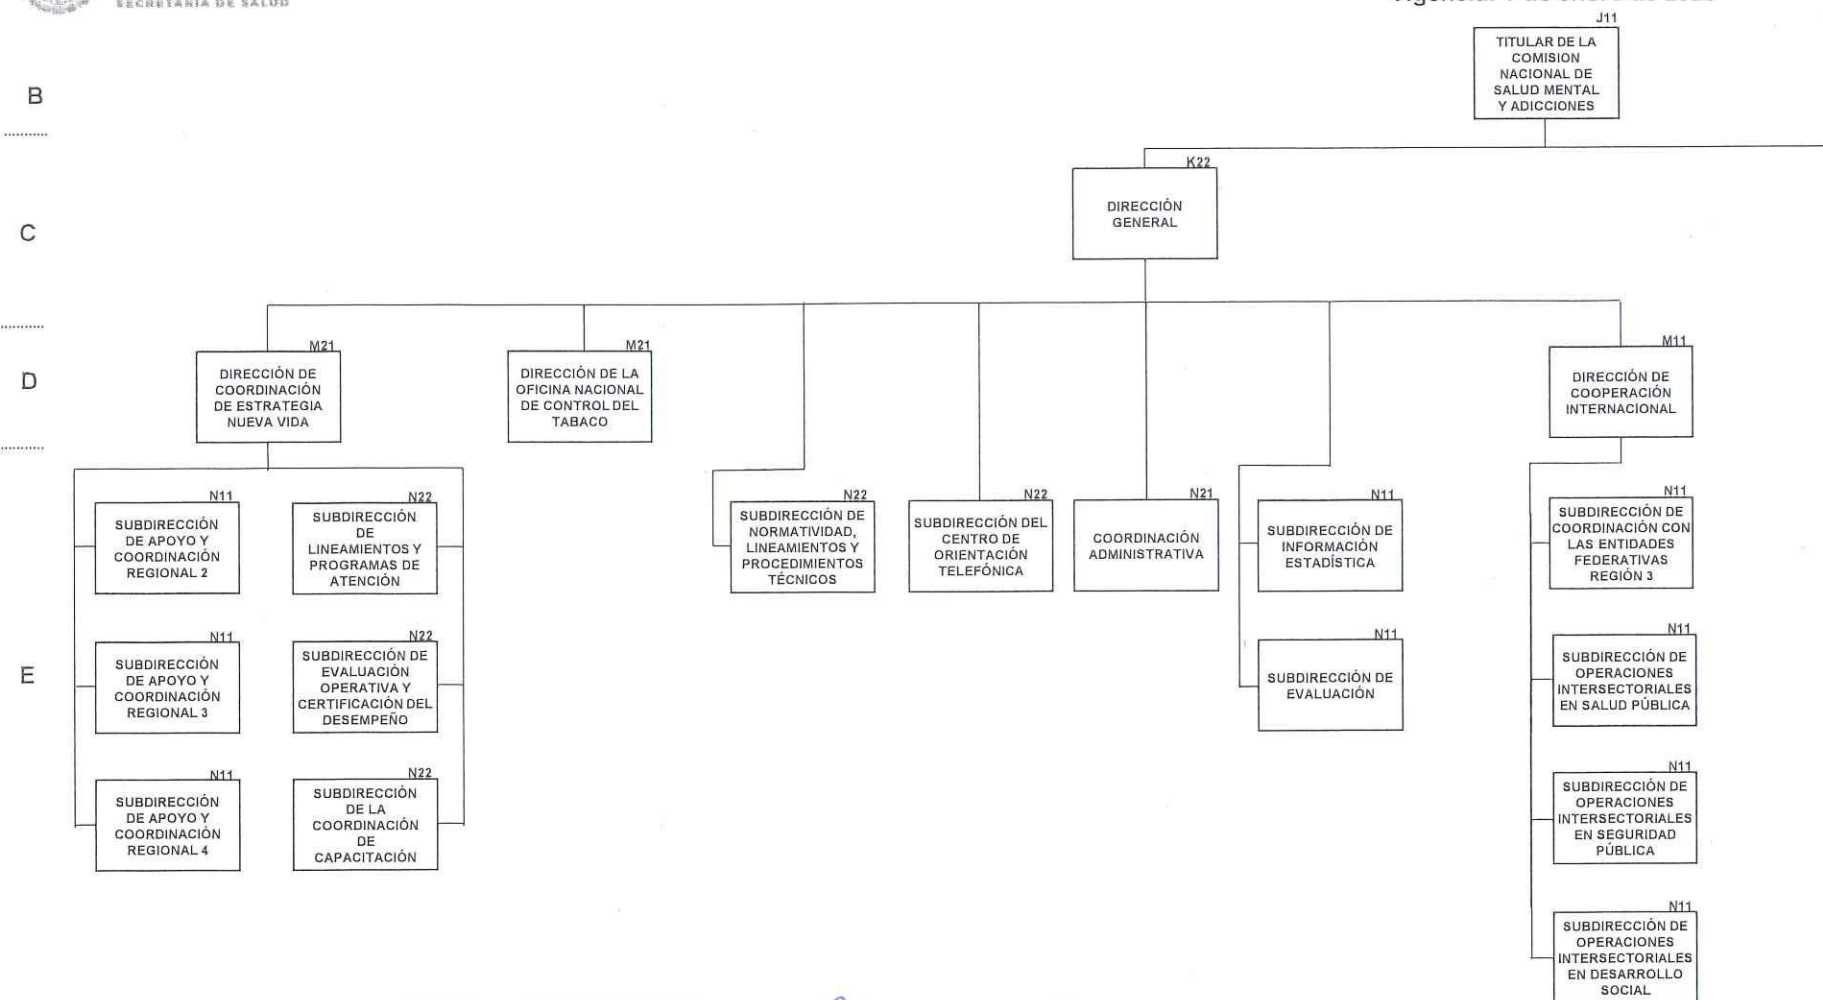 SECRETARÍA DE SALUD
J11
TITULAR DE LA
COMISION
NACIONAL DE
SALUD MENTAL
Y ADICCIONES
B
K22
DIRECCIÓN
GENERAL
C
M21
DIRECCIÓN DE
COORDINACIÓN
DE ESTRATEGIA
NUEVA VIDA
M21
DIRECCIÓN DE LA
OFICINA NACIONAL
DE CONTROL DEL
TABACO
M11
DIRECCIÓN DE
COOPERACIÓN
INTERNACIONAL
D
N11
SUBDIRECCIÓN
DE APOYO Y
COORDINACIÓN
REGIONAL 2
N22
SUBDIRECCIÓN
DE
LINEAMIENTOS Y
PROGRAMAS DE
ATENCIÓN
N22
SUBDIRECCIÓN DE
NORMATIVIDAD,
LINEAMIENTOS Y
PROCEDIMIENTOS
TÉCNICOS
N22
SUBDIRECCIÓN DEL
CENTRO DE
ORIENTACIÓN
TELEFÓNICA
N21
COORDINACIÓN
ADMINISTRATIVA
N11
SUBDIRECCIÓN DE
INFORMACIÓN
ESTADÍSTICA
N11
SUBDIRECCIÓN DE
COORDINACIÓN CON
LAS ENTIDADES
FEDERATIVAS
REGIÓN 3
E
N11
SUBDIRECCIÓN
DE APOYO Y
COORDINACIÓN
REGIONAL 3
N22
SUBDIRECCIÓN DE
EVALUACIÓN
OPERATIVA Y
CERTIFICACIÓN DEL
DESEMPEÑO
N11
SUBDIRECCIÓN DE
EVALUACIÓN
N11
SUBDIRECCIÓN DE
OPERACIONES
INTERSECTORIALES
EN SALUD PÚBLICA
N11
SUBDIRECCIÓN
DE APOYO Y
COORDINACIÓN
REGIONAL 4
N22
SUBDIRECCIÓN
DE LA
COORDINACIÓN
DE
CAPACITACIÓN
N11
SUBDIRECCIÓN DE
OPERACIONES
INTERSECTORIALES
EN SEGURIDAD
PÚBLICA
N11
SUBDIRECCIÓN DE
OPERACIONES
INTERSECTORIALES
EN DESARROLLO
SOCIAL